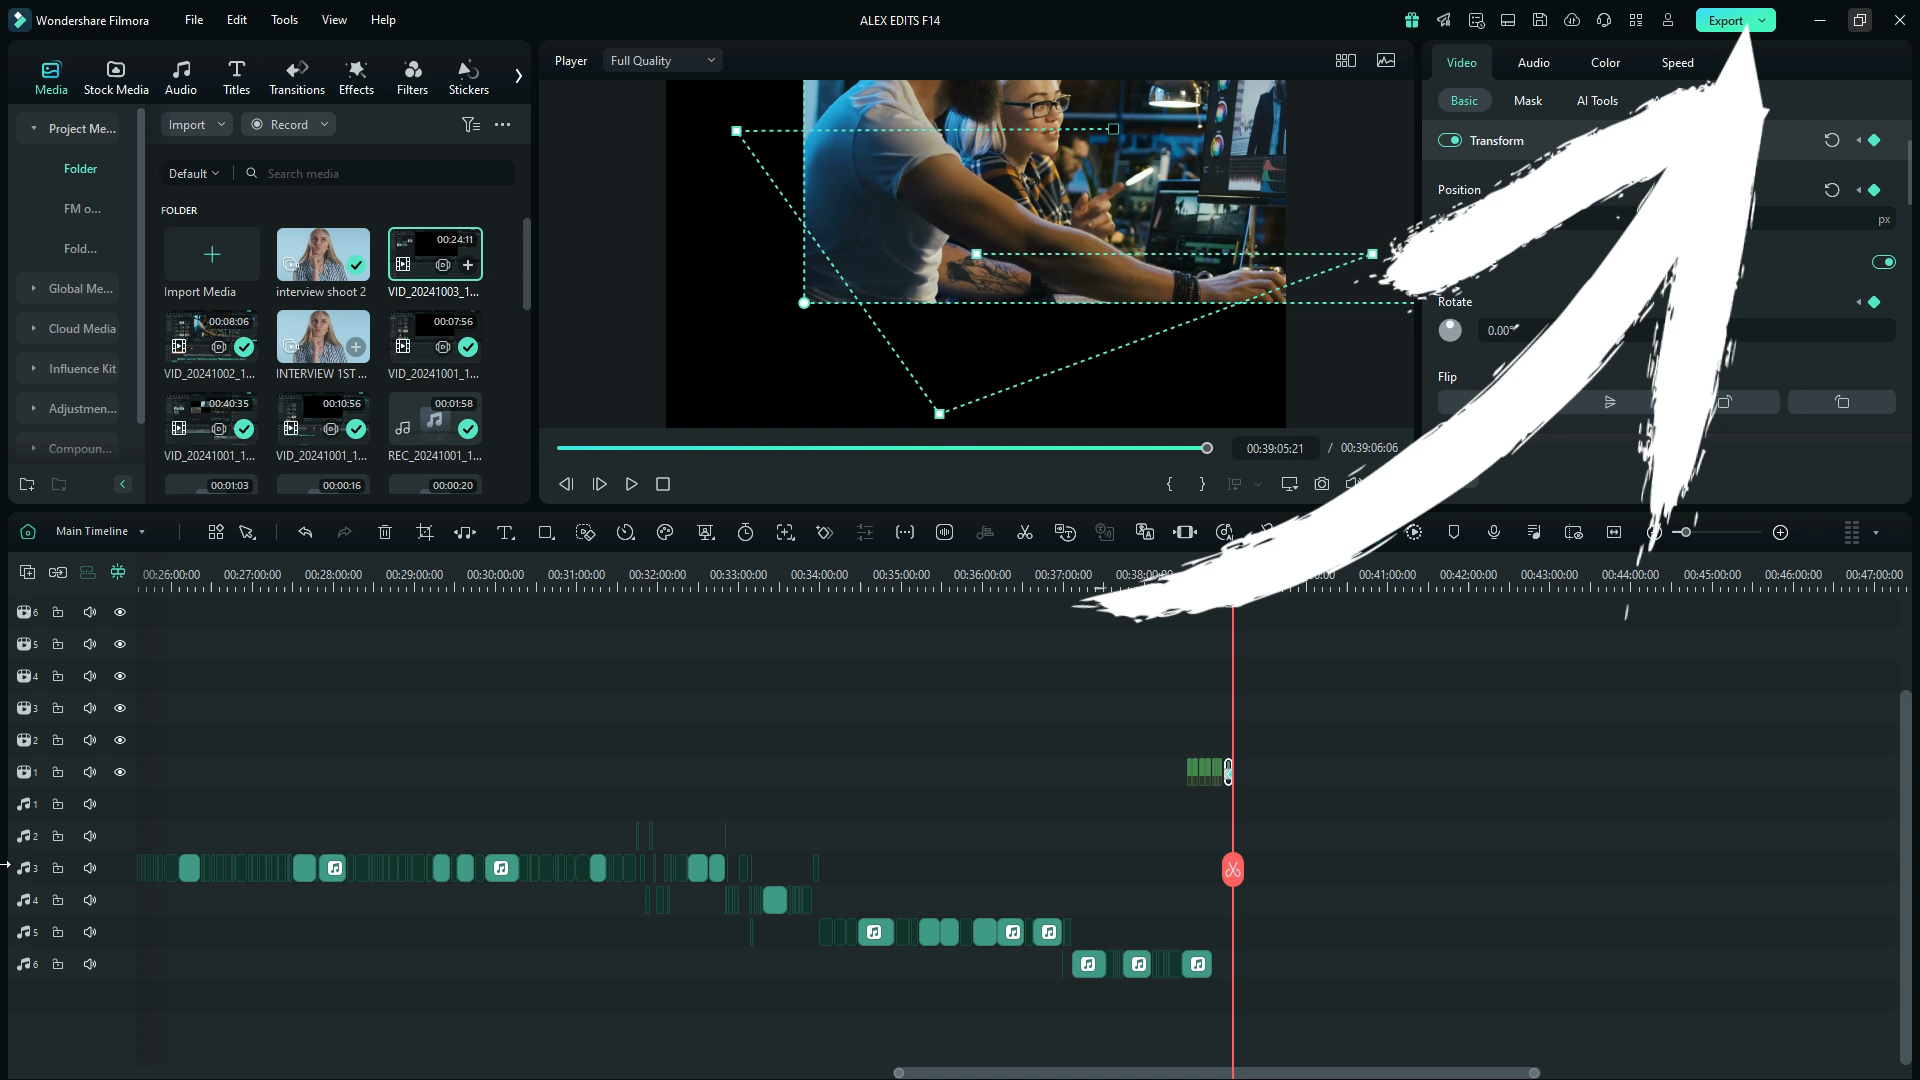 Wondershare Filmora
File
Edit
Tools
View
Help
ALEX EDITS F14
Export
Media
Stock Media
Audio
Titles
Transitions
Effects
Filters
Stickers
Player
Full Quality
Video
Audio
Color
Speed
Basic
Mask
AI Tools
Project Me...
Folder
FM o...
Fold...
Global Me...
Cloud Media
Influence Kit
Adjustmen...
Compoun...
Import
Record
Default
Search media
FOLDER
Import Media
interview shoot 2
00:24:11
VID_20241003_1...
00:08:06
VID_20241002_1...
INTERVIEW 1ST ...
00:07:56
VID_20241001_1...
00:40:35
VID_20241001_1...
00:10:56
VID_20241001_1...
00:01:58
REC_20241001_1...
00:01:03
00:00:16
00:00:20
00:39:05:21
/ 00:39:06:06
Transform
Position
px
Rotate
0.00°
Flip
Main Timeline
00:26:00:00
00:27:00:00
00:28:00:00
00:29:00:00
00:30:00:00
00:31:00:00
00:32:00:00
00:33:00:00
00:34:00:00
00:35:00:00
00:36:00:00
00:37:00:00
00:41:00:00
00:42:00:00
00:43:00:00
00:44:00:00
00:45:00:00
00:46:00:00
00:47:00:00
6
5
4
3
2
1
1
2
3
4
5
6